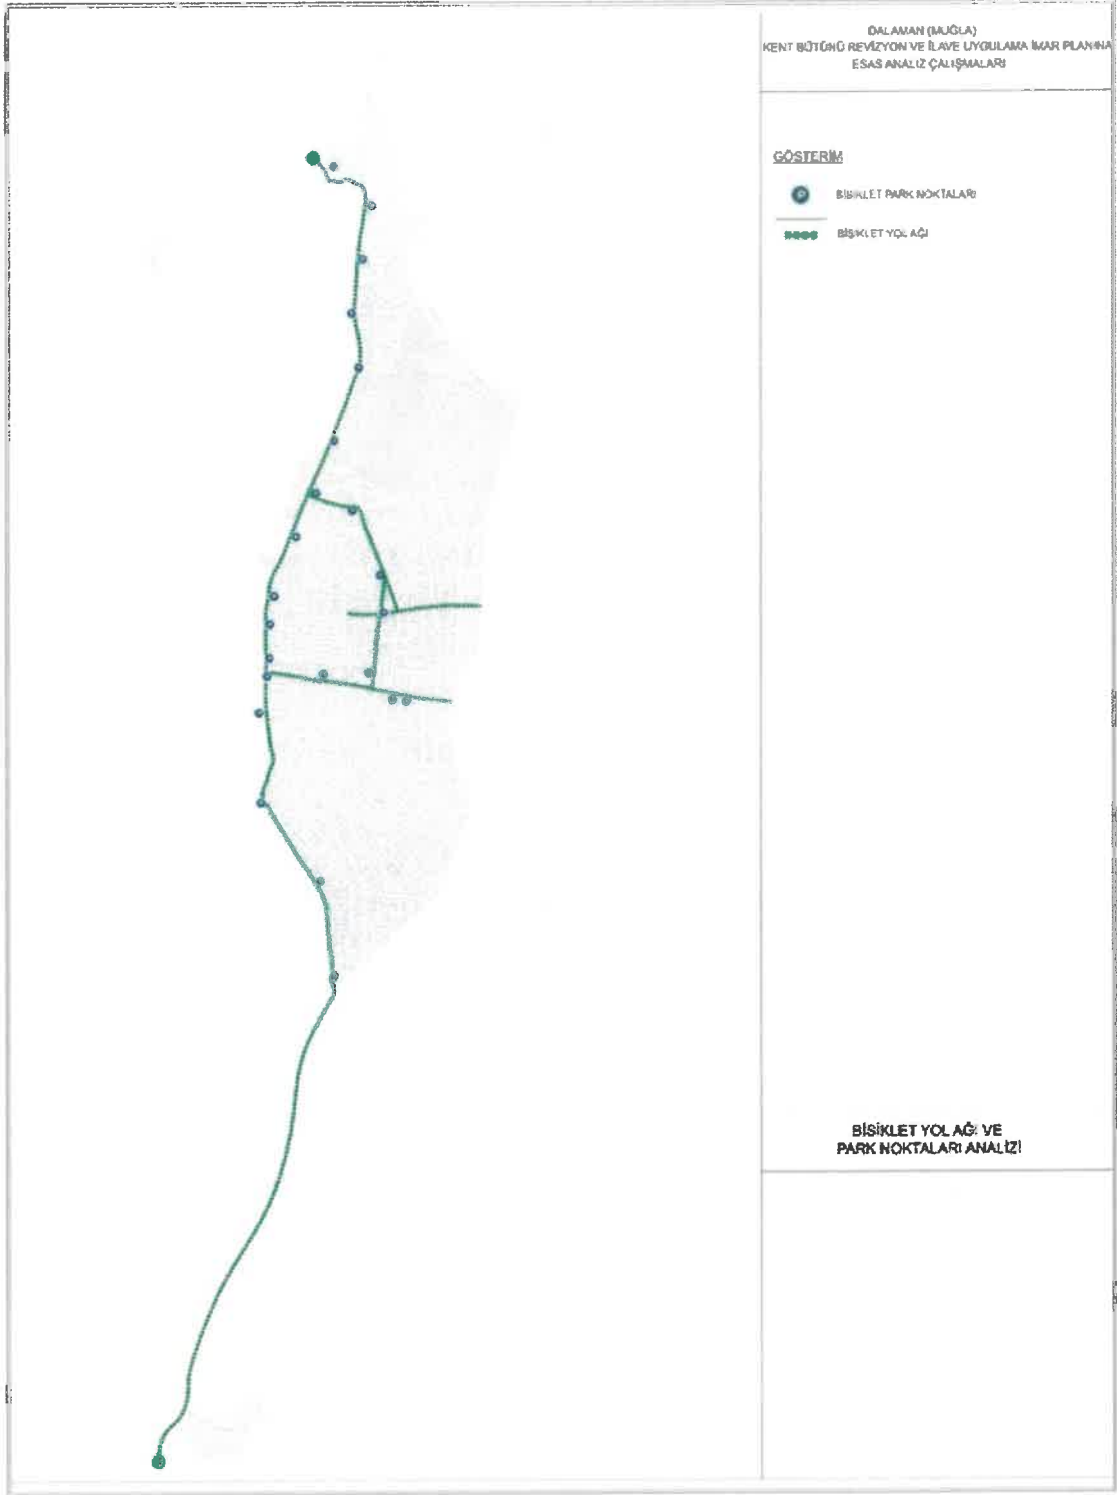 DALAMAN (MUĞLA)
KENT BÜTÜNÜ REVİZYON VE İLAVE UYGULAMA İMAR PLANINA
ESAS ANALİZ ÇALIŞMALARI
GÖSTERİM
BİSİKLET PARK NOKTALARI
BİSİKLET YOL AĞI
BİSİKLET YOL AĞI VE
PARK NOKTALARI ANALİZİ